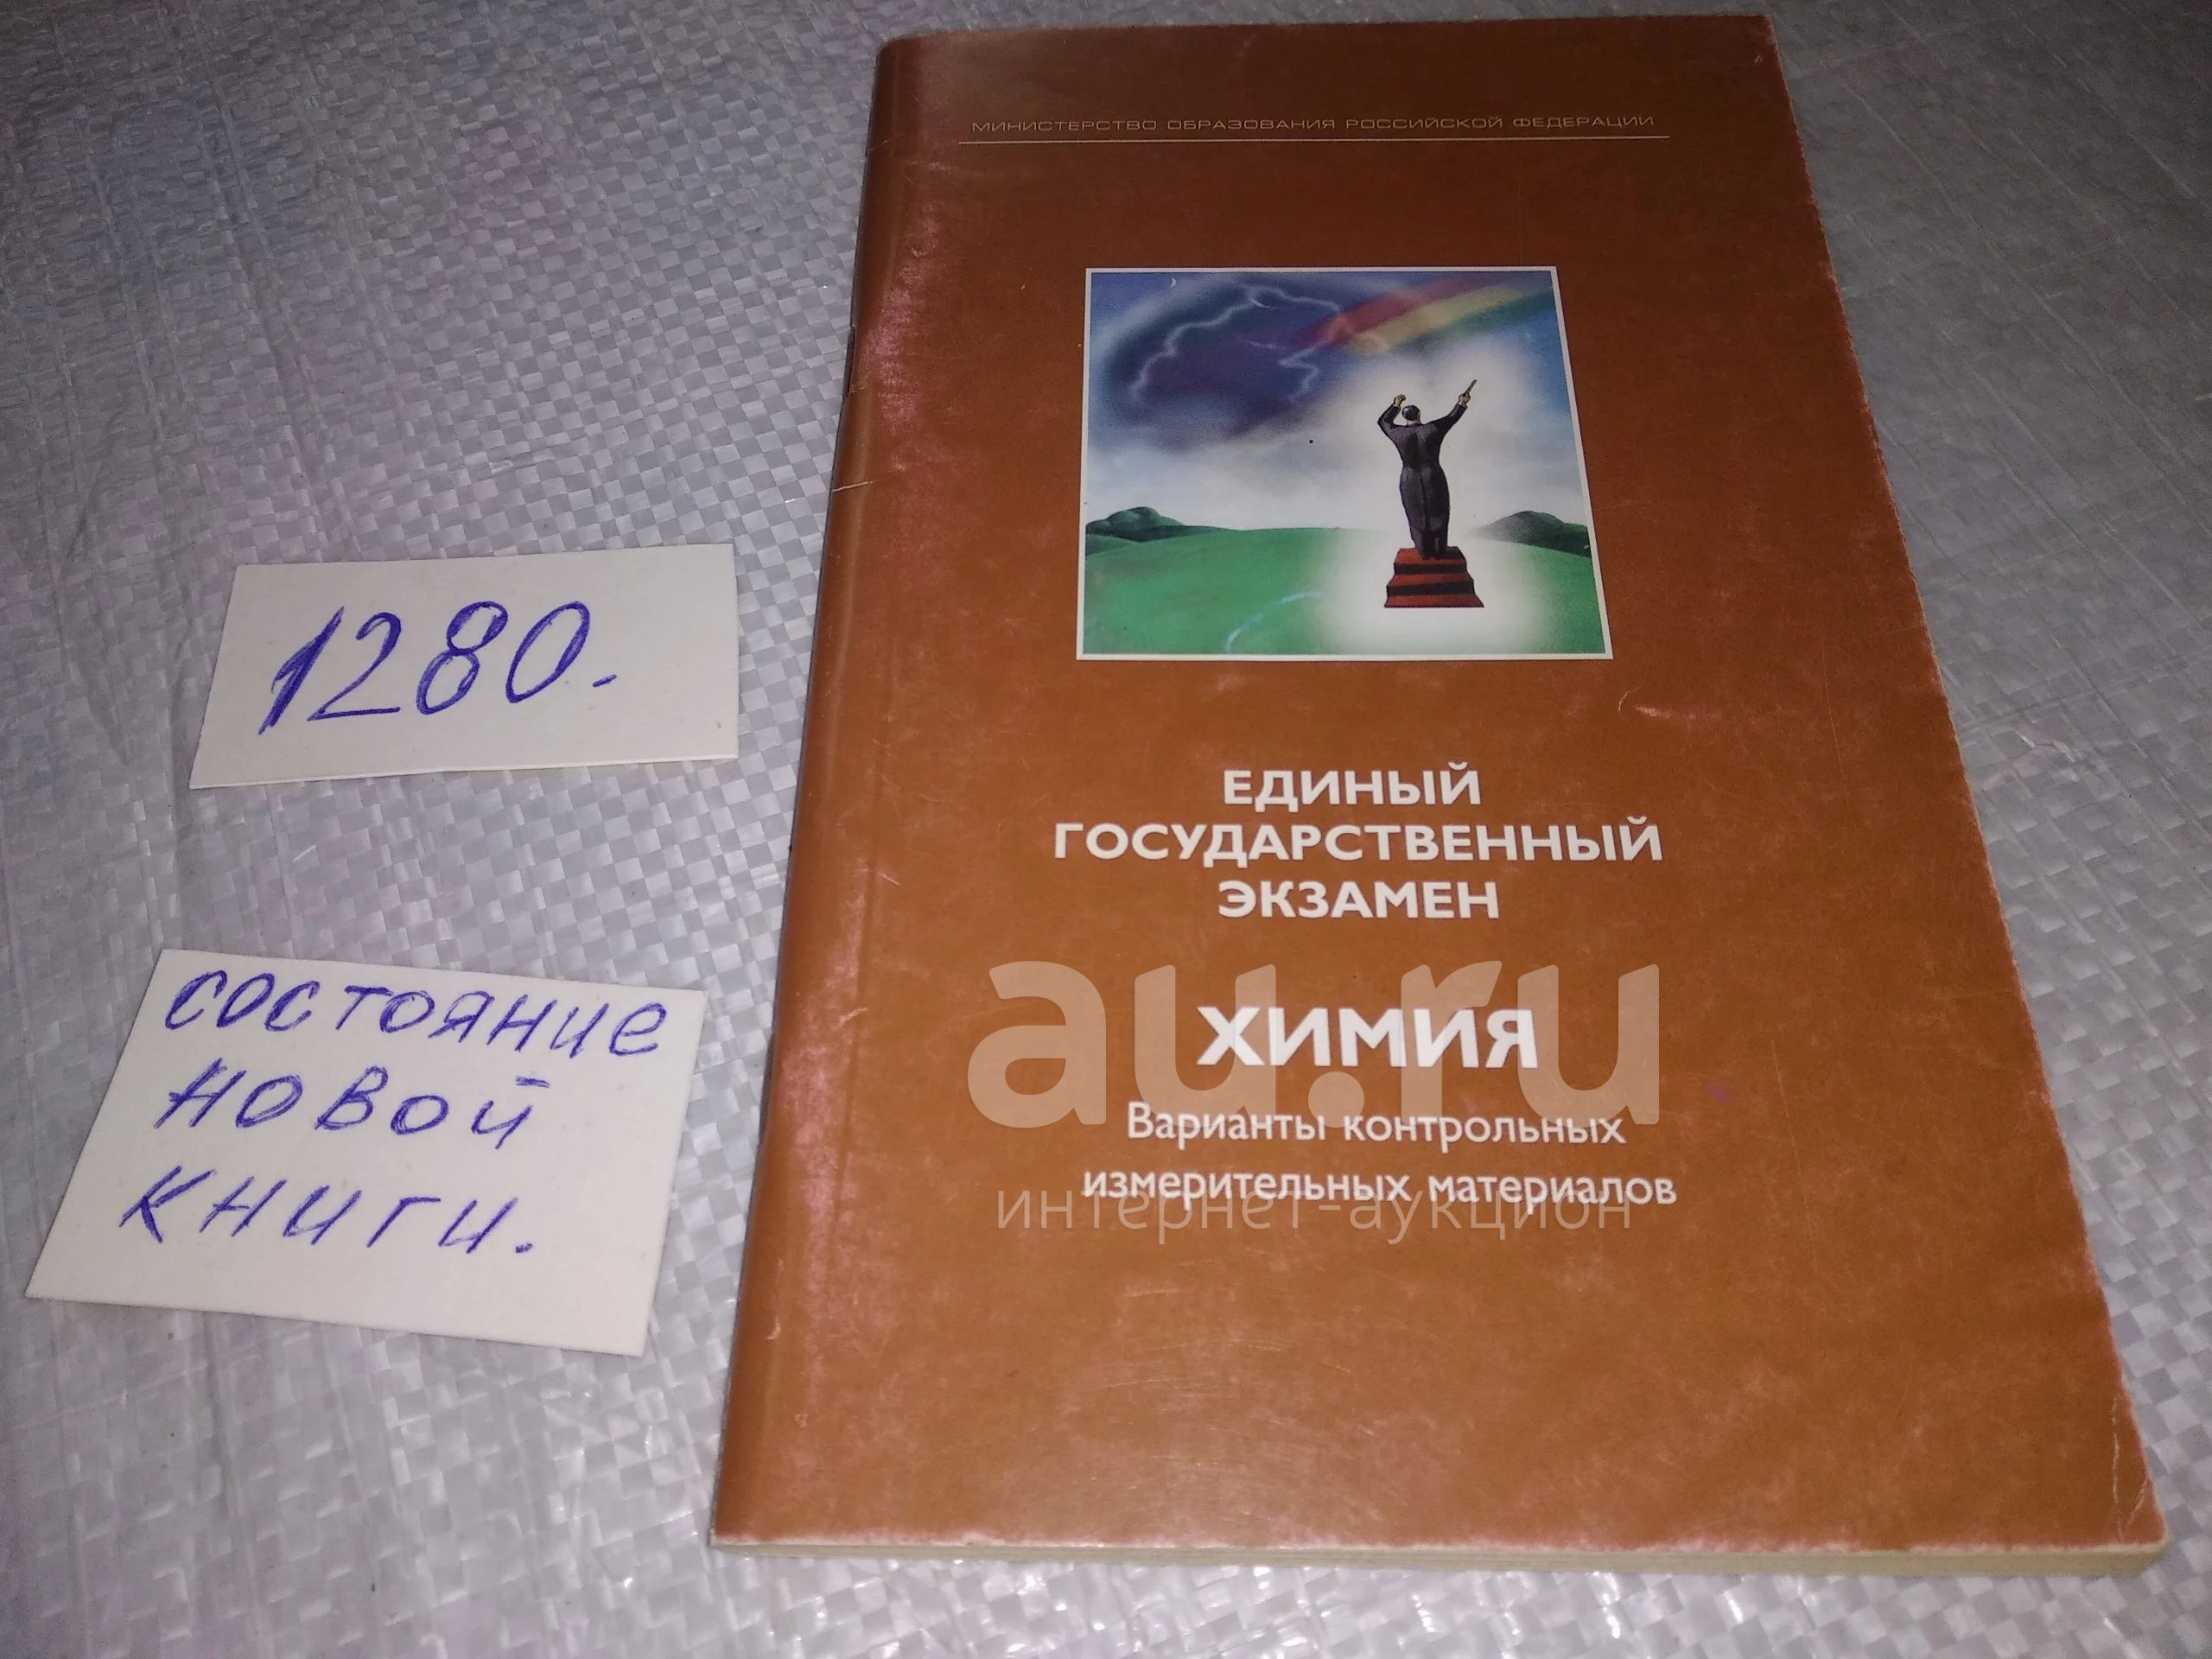 МИНИСТЕРСТВО ОБРАЗОВАНИЯ РОССИЙСКОЙ ФЕДЕРАЦИИ
1280.
состояние
новой
книги.
ЕДИНЫЙ
ГОСУДАРСТВЕННЫЙ
ЭКЗАМЕН
au.ru
ХИМИЯ
Варианты контрольных
измерительных материалов
интернет-аукцион